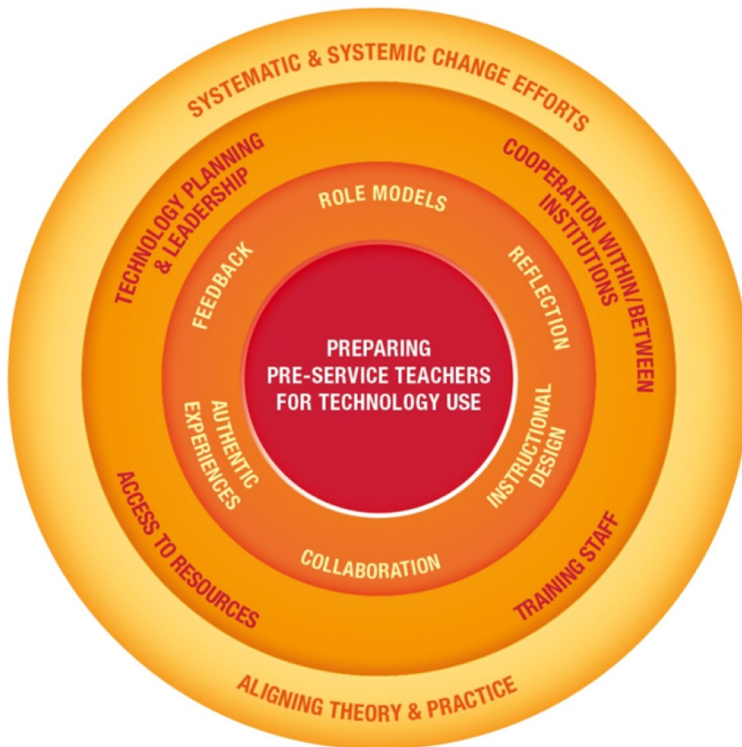 SYSTEMATIC & SYSTEMIC CHANGE EFFORTS
TECHNOLOGY PLANNING
& LEADERSHIP
COOPERATION WITHIN/BETWEEN
INSTITUTIONS
ROLE MODELS
FEEDBACK
REFLECTION
PREPARING
PRE-SERVICE TEACHERS
FOR TECHNOLOGY USE
AUTHENTIC
EXPERIENCES
INSTRUCTIONAL
DESIGN
COLLABORATION
ACCESS TO RESOURCES
TRAINING STAFF
ALIGNING THEORY & PRACTICE